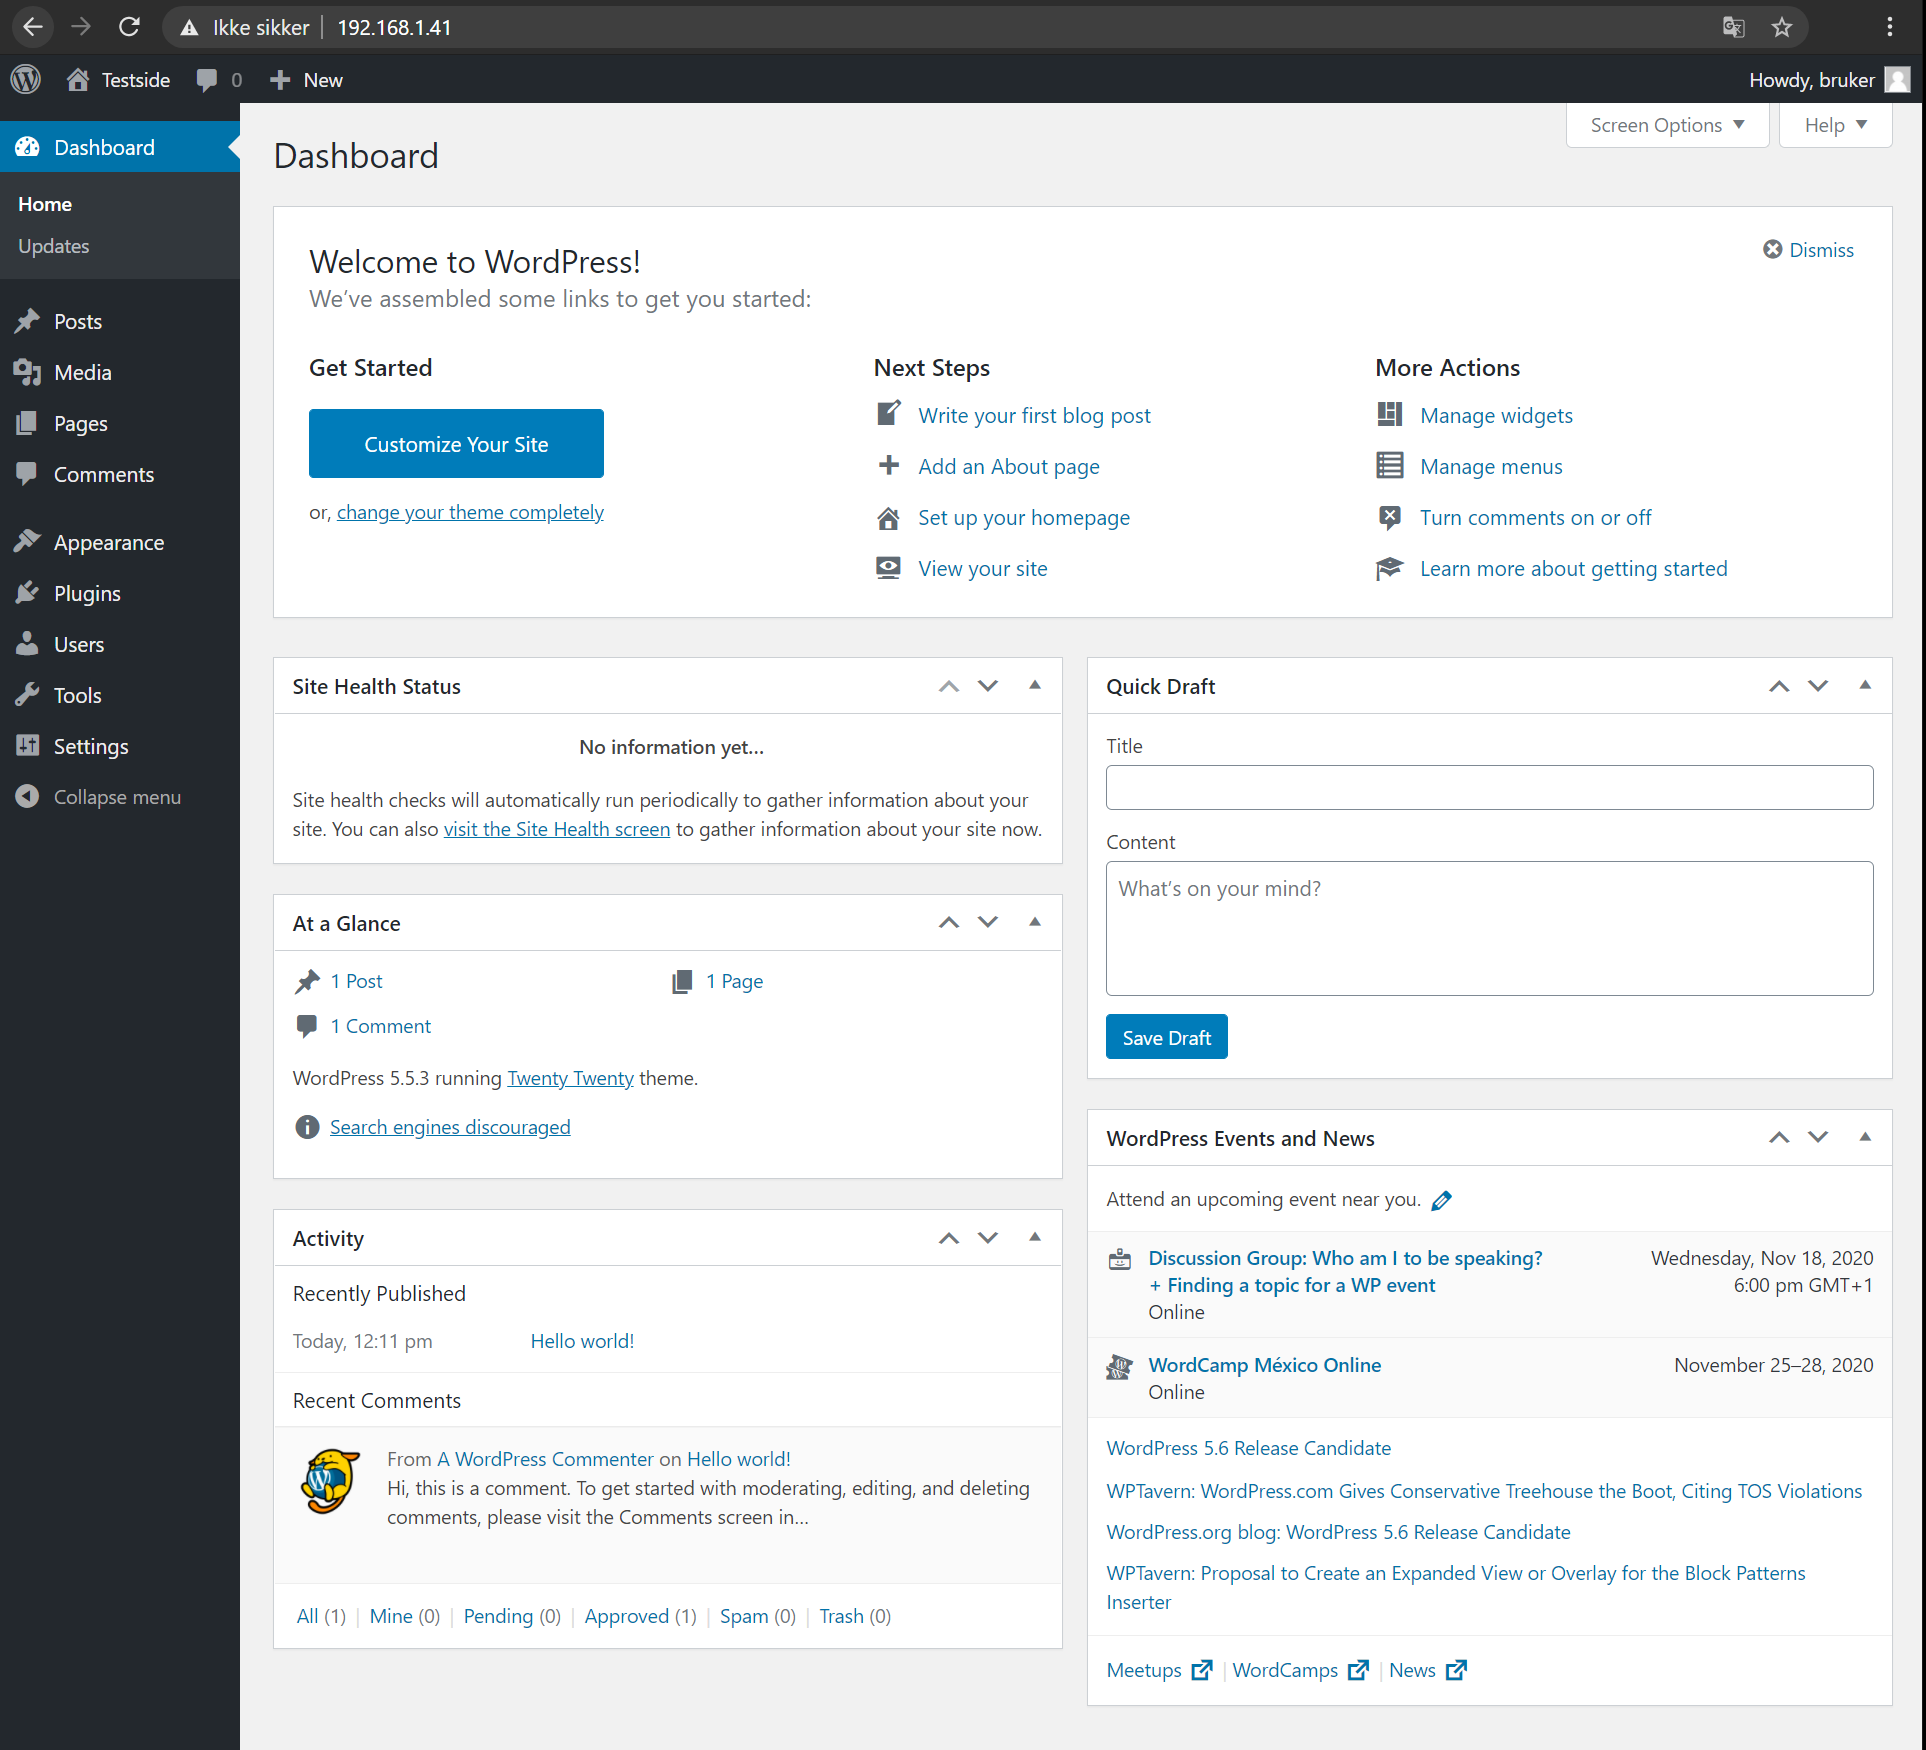 Ikke sikker 192.168.1.41
Testside 0 New Howdy, bruker
Dashboard
Home
Updates
Posts
Media
Pages
Comments
Appearance
Plugins
Users
Tools
Settings
Collapse menu
Screen Options Help
Dashboard
Welcome to WordPress!
Dismiss
We’ve assembled some links to get you started:
Get Started
Customize Your Site
or, change your theme completely
Next Steps
Write your first blog post
Add an About page
Set up your homepage
View your site
More Actions
Manage widgets
Manage menus
Turn comments on or off
Learn more about getting started
Site Health Status
No information yet…
Site health checks will automatically run periodically to gather information about your
site. You can also visit the Site Health screen to gather information about your site now.
At a Glance
1 Post 1 Page
1 Comment
WordPress 5.5.3 running Twenty Twenty theme.
Search engines discouraged
Activity
Recently Published
Today, 12:11 pm Hello world!
Recent Comments
From A WordPress Commenter on Hello world!
Hi, this is a comment. To get started with moderating, editing, and deleting
comments, please visit the Comments screen in…
All (1) | Mine (0) | Pending (0) | Approved (1) | Spam (0) | Trash (0)
Quick Draft
Title
Content
What’s on your mind?
Save Draft
WordPress Events and News
Attend an upcoming event near you.
Discussion Group: Who am I to be speaking? Wednesday, Nov 18, 2020
+ Finding a topic for a WP event 6:00 pm GMT+1
Online
WordCamp México Online November 25–28, 2020
Online
WordPress 5.6 Release Candidate
WPTavern: WordPress.com Gives Conservative Treehouse the Boot, Citing TOS Violations
WordPress.org blog: WordPress 5.6 Release Candidate
WPTavern: Proposal to Create an Expanded View or Overlay for the Block Patterns
Inserter
Meetups | WordCamps | News